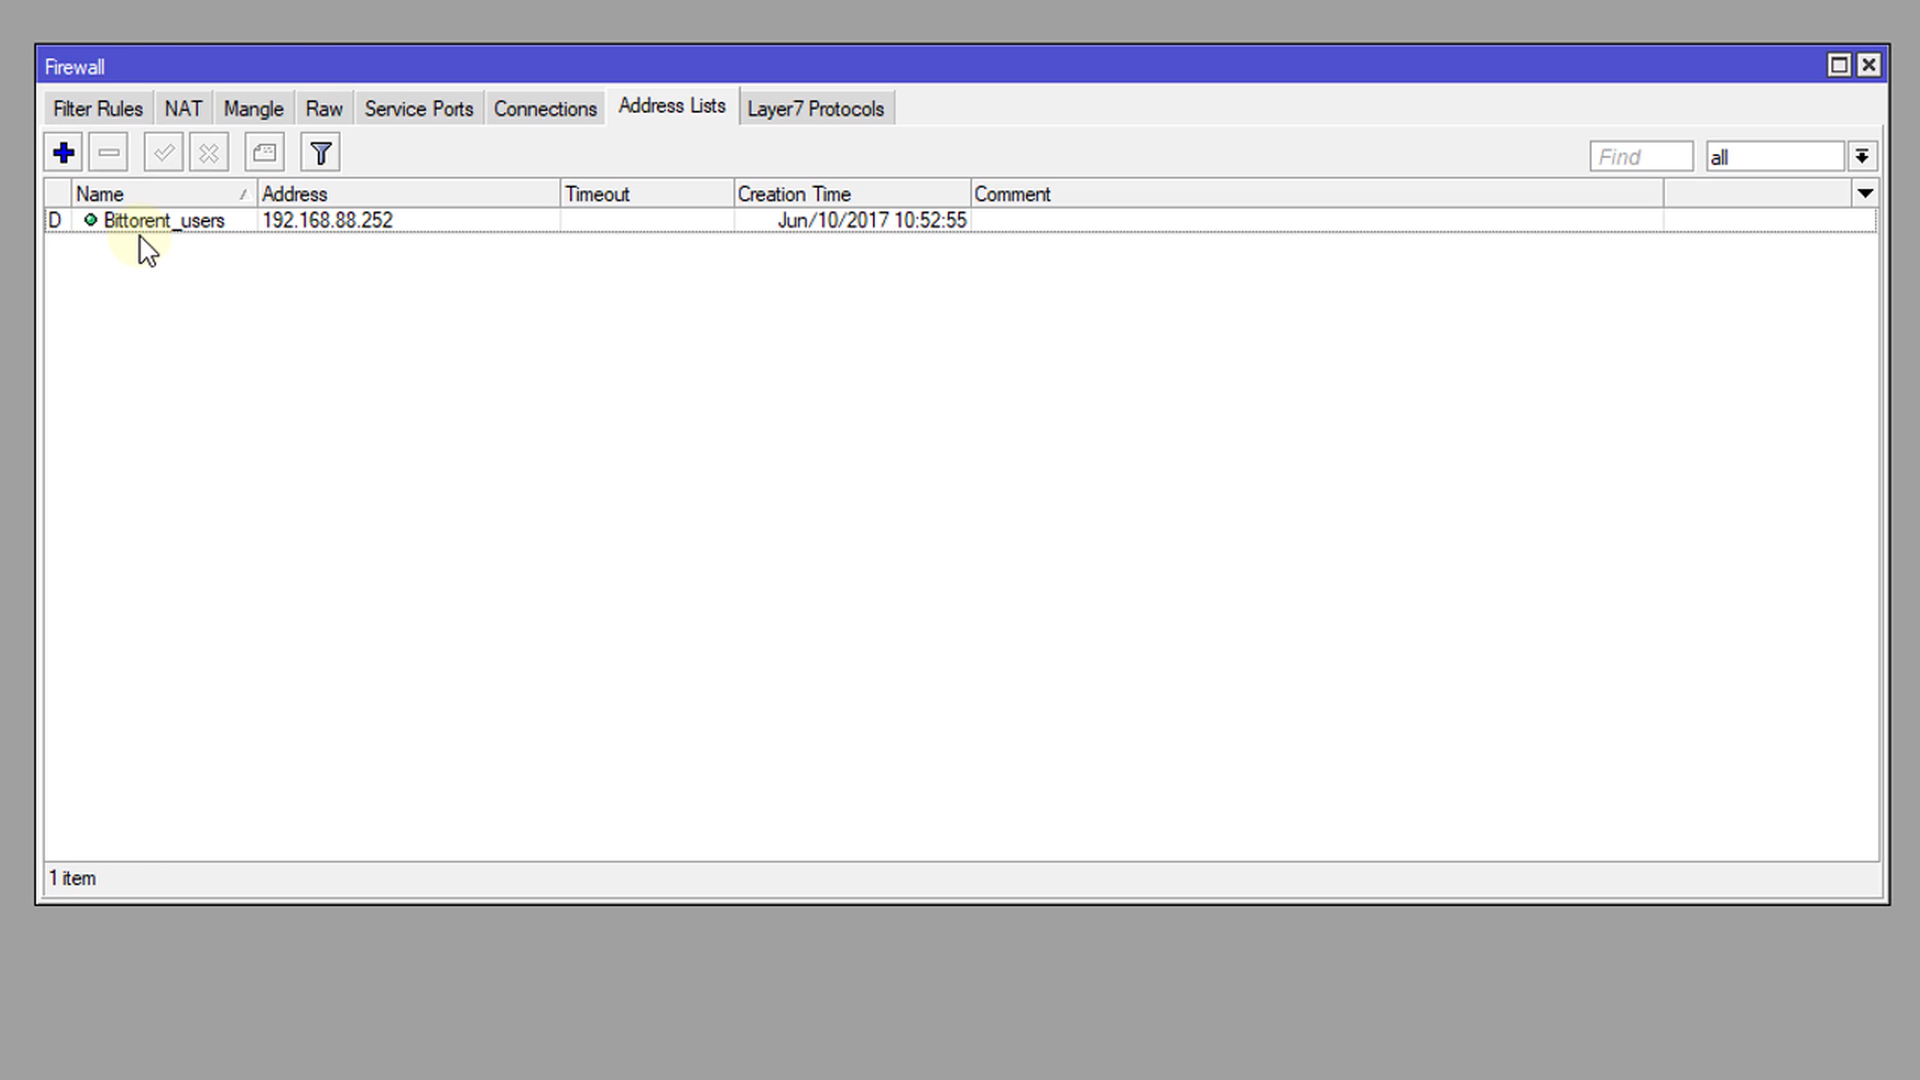 Firewall
Filter Rules NAT Mangle Raw Service Ports Connections Address Lists Layer7 Protocols
Find all
Name Address Timeout Creation Time Comment
D Bittorent_users 192.168.88.252 Jun/10/2017 10:52:55
1 item